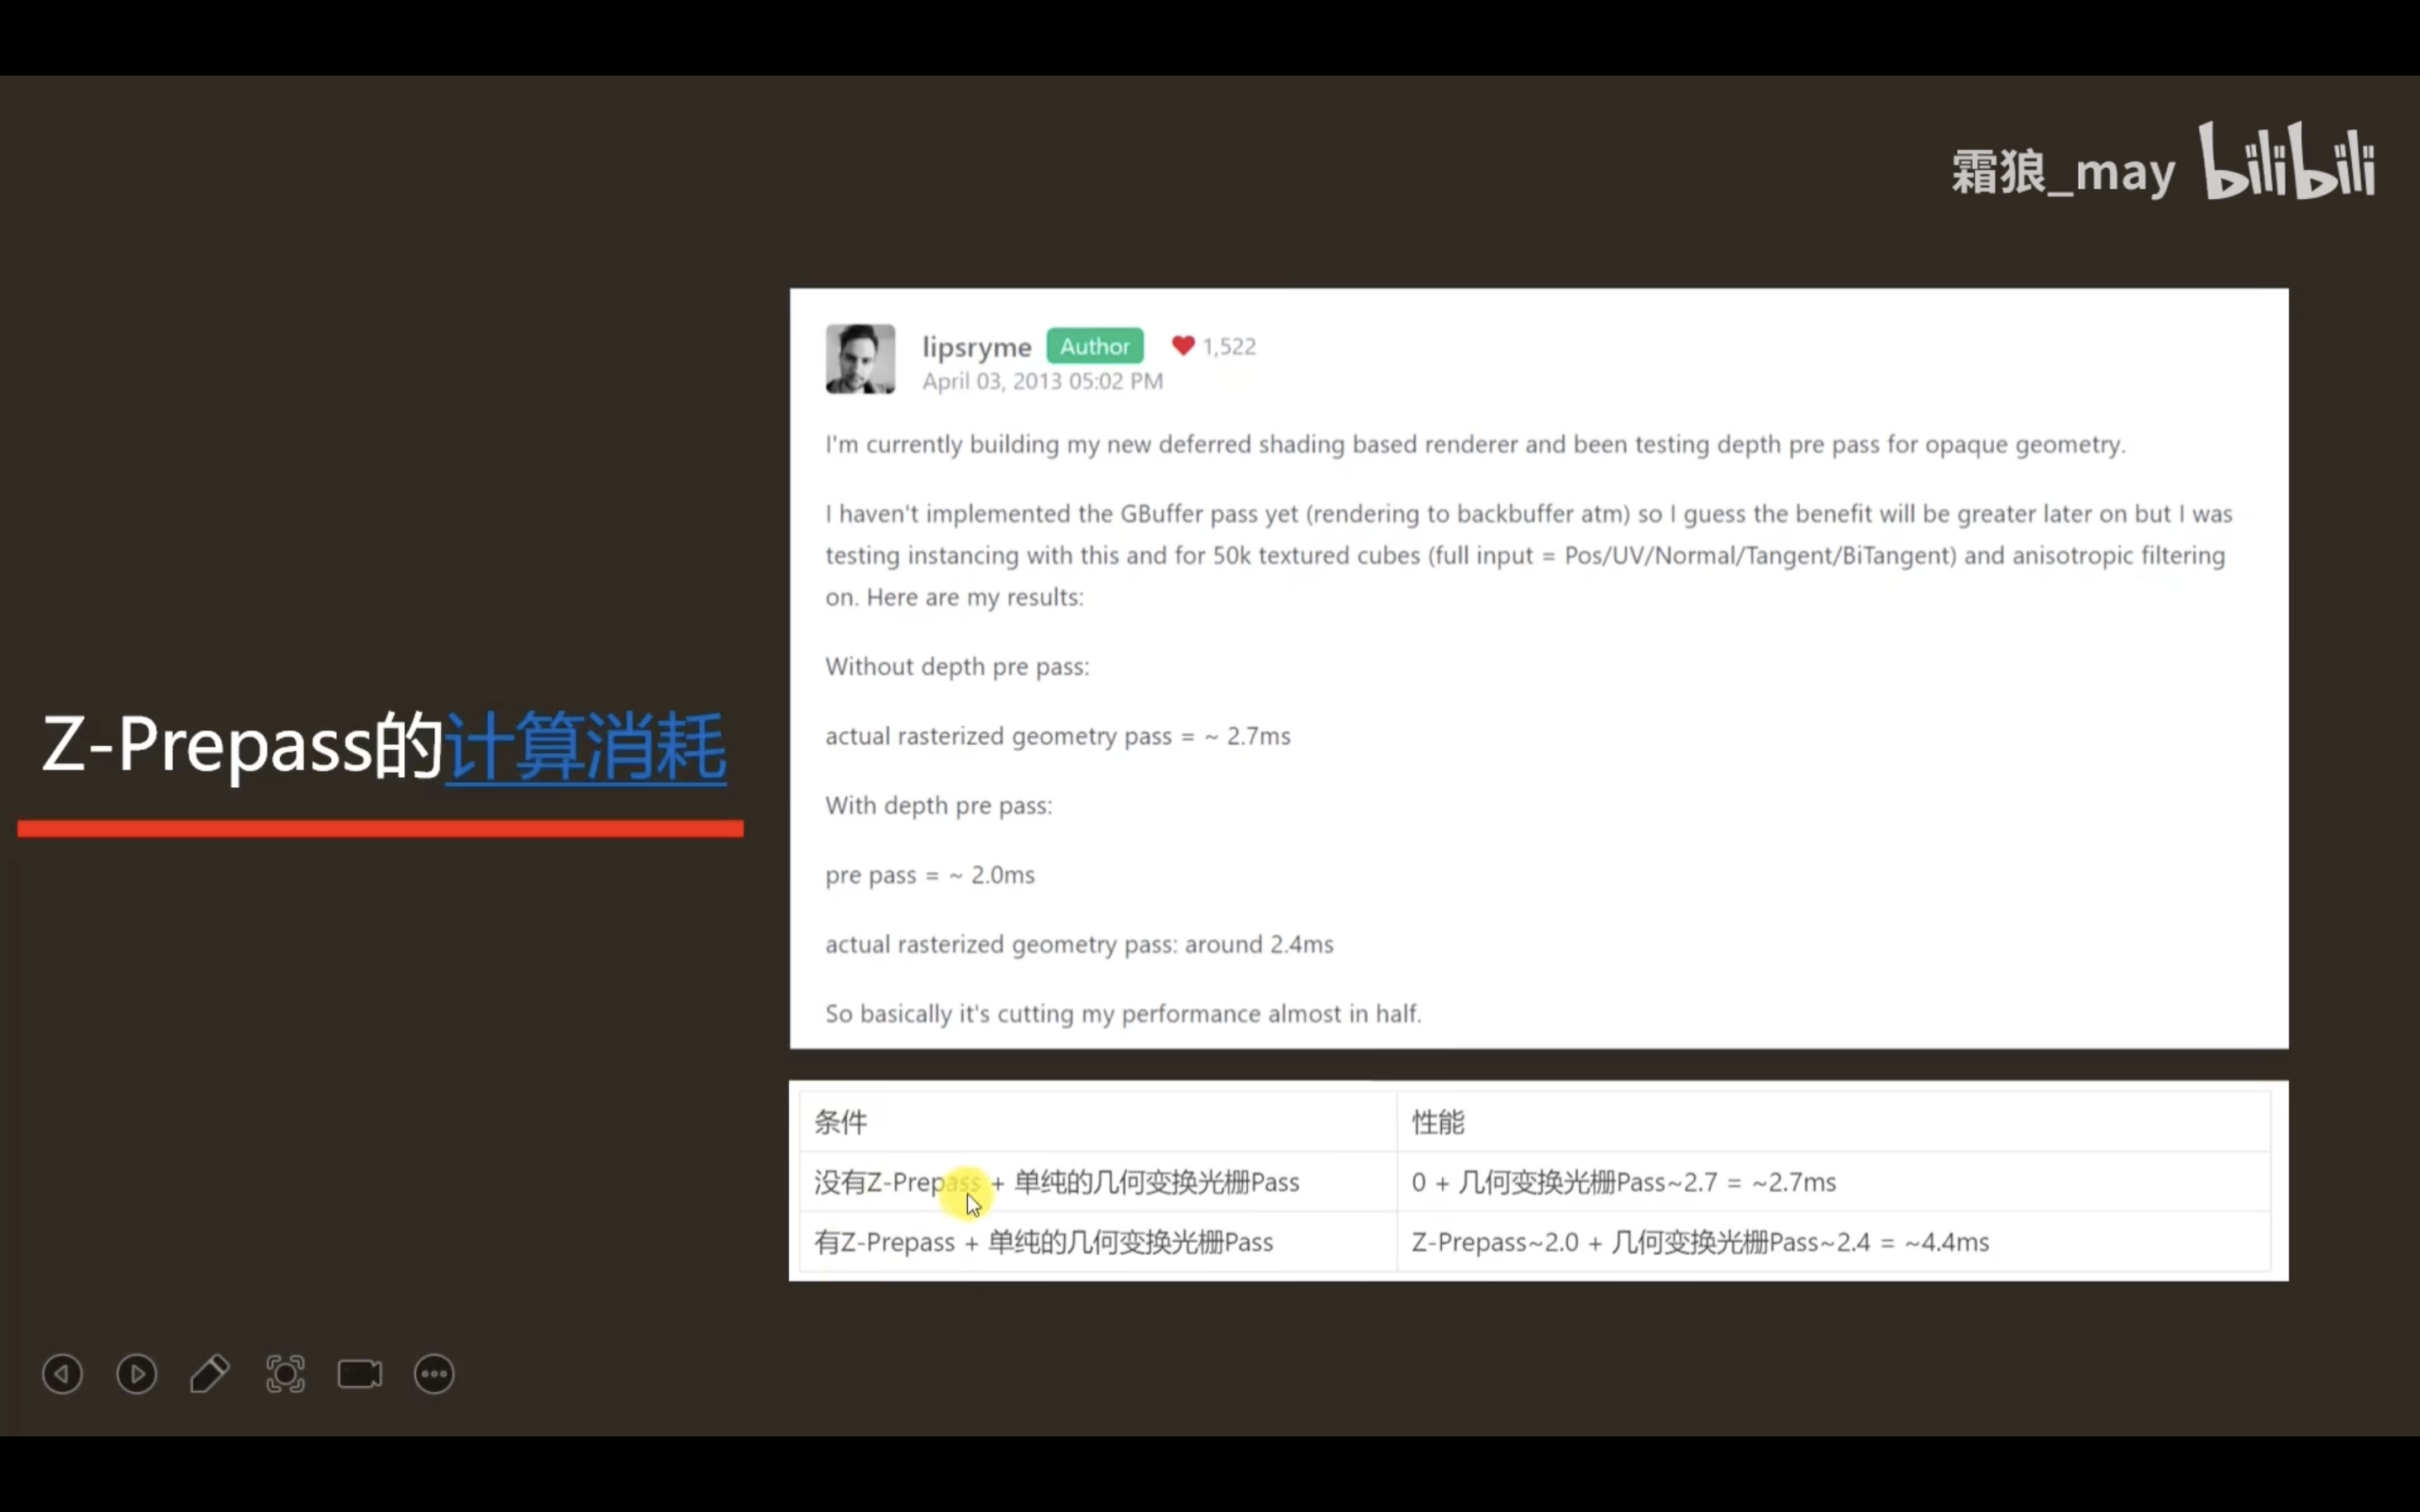 霜狼_may bilibili
Z-Prepass的计算消耗
lipsryme Author 1,522
April 03, 2013 05:02 PM
I'm currently building my new deferred shading based renderer and been testing depth pre pass for opaque geometry.
I haven't implemented the GBuffer pass yet (rendering to backbuffer atm) so I guess the benefit will be greater later on but I was
testing instancing with this and for 50k textured cubes (full input = Pos/UV/Normal/Tangent/BiTangent) and anisotropic filtering
on. Here are my results:
Without depth pre pass:
actual rasterized geometry pass = ~ 2.7ms
With depth pre pass:
pre pass = ~ 2.0ms
actual rasterized geometry pass: around 2.4ms
So basically it's cutting my performance almost in half.
条件 性能
没有Z-Prepass + 单纯的几何变换光栅Pass 0 + 几何变换光栅Pass~2.7 = ~2.7ms
有Z-Prepass + 单纯的几何变换光栅Pass Z-Prepass~2.0 + 几何变换光栅Pass~2.4 = ~4.4ms